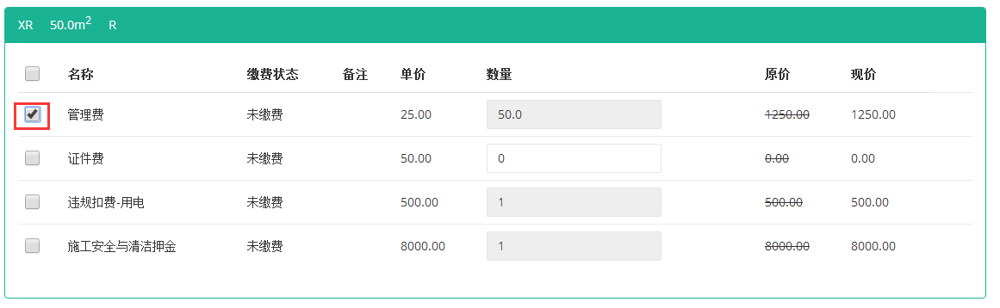 XR 50.0m² R
名称 缴费状态 备注 单价 数量 原价 现价
管理费 未缴费 25.00 50.0 1250.00 1250.00
证件费 未缴费 50.00 0 0.00 0.00
违规扣费-用电 未缴费 500.00 1 500.00 500.00
施工安全与清洁押金 未缴费 8000.00 1 8000.00 8000.00